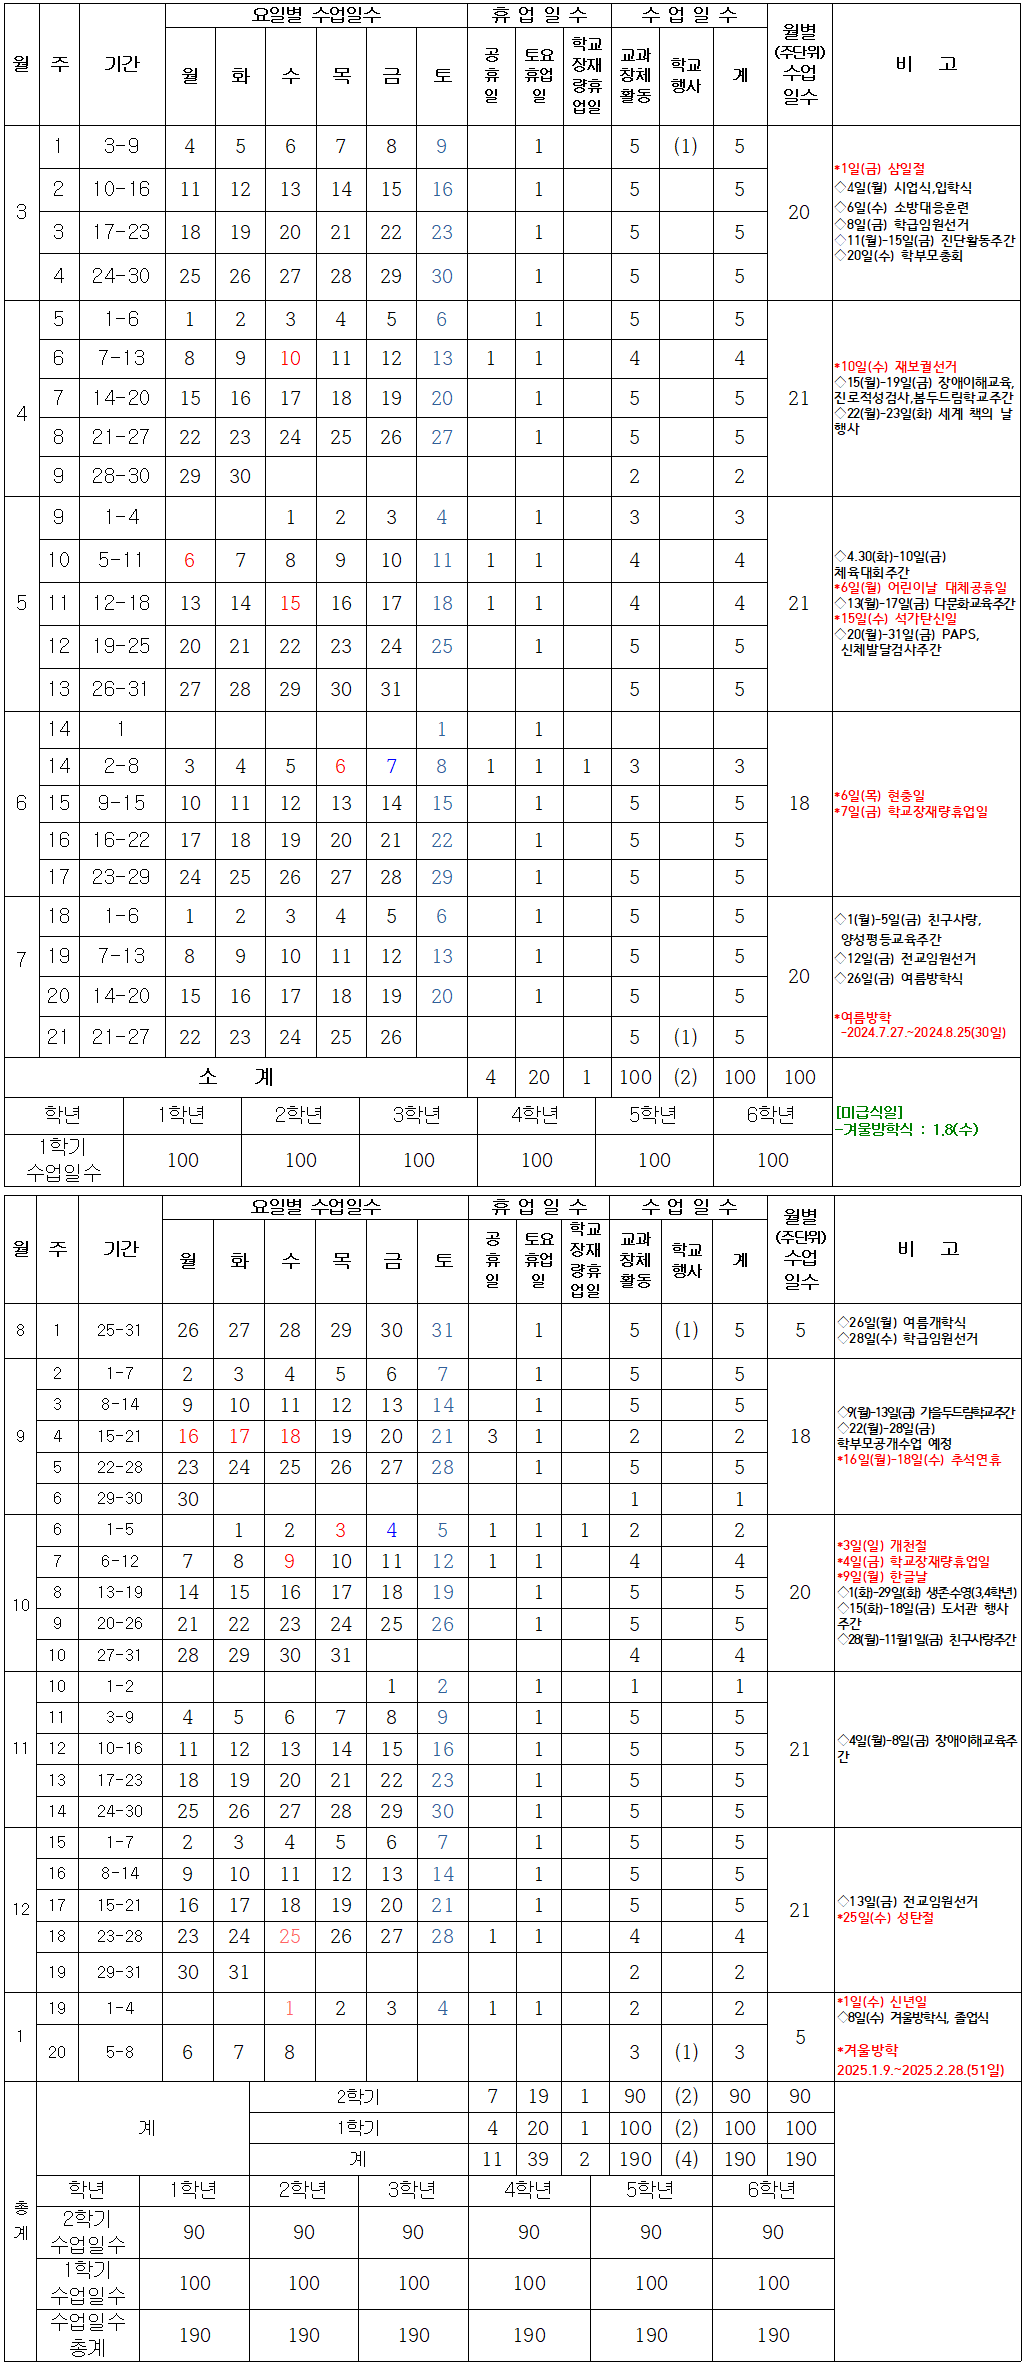 월 주 기간 요일별 수업일수 휴 업 일 수 수 업 일 수 월별 (주단위) 수업 일수 비 고
월 화 수 목 금 토 공 휴 일 토요 휴업 일 학교 장재 량휴 업일 교과 창체 활동 학교 행사 계
3 1 3-9 4 5 6 7 8 9 1 5 (1) 5 20
2 10-16 11 12 13 14 15 16 1 5 5
3 17-23 18 19 20 21 22 23 1 5 5
4 24-30 25 26 27 28 29 30 1 5 5
*1일(금) 삼일절
◇4일(월) 시업식,입학식
◇6일(수) 소방대응훈련
◇8일(금) 학급임원선거
◇11(월)-15일(금) 진단활동주간
◇20일(수) 학부모총회
4 5 1-6 1 2 3 4 5 6 1 5 5 21
6 7-13 8 9 10 11 12 13 1 1 4 4
7 14-20 15 16 17 18 19 20 1 5 5
8 21-27 22 23 24 25 26 27 1 5 5
9 28-30 29 30 2 2
*10일(수) 재보궐선거
◇15(월)-19일(금) 장애이해교육,
진로적성검사,봄두드림학교주간
◇22(월)-23일(화) 세계 책의 날
행사
5 9 1-4 1 2 3 4 1 3 3 21
10 5-11 6 7 8 9 10 11 1 1 4 4
11 12-18 13 14 15 16 17 18 1 1 4 4
12 19-25 20 21 22 23 24 25 1 5 5
13 26-31 27 28 29 30 31 5 5
◇4.30(화)-10일(금)
체육대회주간
*6일(월) 어린이날 대체공휴일
◇13(월)-17일(금) 다문화교육주간
*15일(수) 석가탄신일
◇20(월)-31일(금) PAPS,
신체발달검사주간
6 14 1 1 1 18
14 2-8 3 4 5 6 7 8 1 1 1 3 3
15 9-15 10 11 12 13 14 15 1 5 5
16 16-22 17 18 19 20 21 22 1 5 5
17 23-29 24 25 26 27 28 29 1 5 5
*6일(목) 현충일
*7일(금) 학교장재량휴업일
7 18 1-6 1 2 3 4 5 6 1 5 5 20
19 7-13 8 9 10 11 12 13 1 5 5
20 14-20 15 16 17 18 19 20 1 5 5
21 21-27 22 23 24 25 26 5 (1) 5
◇1(월)-5일(금) 친구사랑,
양성평등교육주간
◇12일(금) 전교임원선거
◇26일(금) 여름방학식
*여름방학
-2024.7.27.~2024.8.25(30일)
소 계 4 20 1 100 (2) 100 100
학년 1학년 2학년 3학년 4학년 5학년 6학년
1학기 수업일수 100 100 100 100 100 100
[미급식일]
-겨울방학식 : 1.8(수)
월 주 기간 요일별 수업일수 휴 업 일 수 수 업 일 수 월별 (주단위) 수업 일수 비 고
월 화 수 목 금 토 공 휴 일 토요 휴업 일 학교 장재 량휴 업일 교과 창체 활동 학교 행사 계
8 1 25-31 26 27 28 29 30 31 1 5 (1) 5 5
◇26일(월) 여름개학식
◇28일(수) 학급임원선거
9 2 1-7 2 3 4 5 6 7 1 5 5 18
3 8-14 9 10 11 12 13 14 1 5 5
4 15-21 16 17 18 19 20 21 3 1 2 2
5 22-28 23 24 25 26 27 28 1 5 5
6 29-30 30 1 1
◇9(월)-13일(금) 가을두드림학교주간
◇22(월)-28일(금)
학부모공개수업 예정
*16일(월)-18일(수) 추석연휴
10 6 1-5 1 2 3 4 5 1 1 1 2 2 20
7 6-12 7 8 9 10 11 12 1 1 4 4
8 13-19 14 15 16 17 18 19 1 5 5
9 20-26 21 22 23 24 25 26 1 5 5
10 27-31 28 29 30 31 4 4
*3일(일) 개천절
*4일(금) 학교장재량휴업일
*9일(월) 한글날
◇1(화)-29일(화) 생존수영(3,4학년)
◇15(화)-18일(금) 도서관 행사
주간
◇28(월)-11월1일(금) 친구사랑주간
11 10 1-2 1 2 1 1 1 21
11 3-9 4 5 6 7 8 9 1 5 5
12 10-16 11 12 13 14 15 16 1 5 5
13 17-23 18 19 20 21 22 23 1 5 5
14 24-30 25 26 27 28 29 30 1 5 5
◇4일(월)-8일(금) 장애이해교육주
간
12 15 1-7 2 3 4 5 6 7 1 5 5 21
16 8-14 9 10 11 12 13 14 1 5 5
17 15-21 16 17 18 19 20 21 1 5 5
18 23-28 23 24 25 26 27 28 1 1 4 4
19 29-31 30 31 2 2
◇13일(금) 전교임원선거
*25일(수) 성탄절
1 19 1-4 1 2 3 4 1 1 2 2 5
20 5-8 6 7 8 3 (1) 3
*1일(수) 신년일
◇8일(수) 겨울방학식, 졸업식
*겨울방학
2025.1.9.~2025.2.28.(51일)
총 계 계 2학기 7 19 1 90 (2) 90 90
1학기 4 20 1 100 (2) 100 100
계 11 39 2 190 (4) 190 190
학년 1학년 2학년 3학년 4학년 5학년 6학년
2학기 수업일수 90 90 90 90 90 90
1학기 수업일수 100 100 100 100 100 100
수업일수 총계 190 190 190 190 190 190